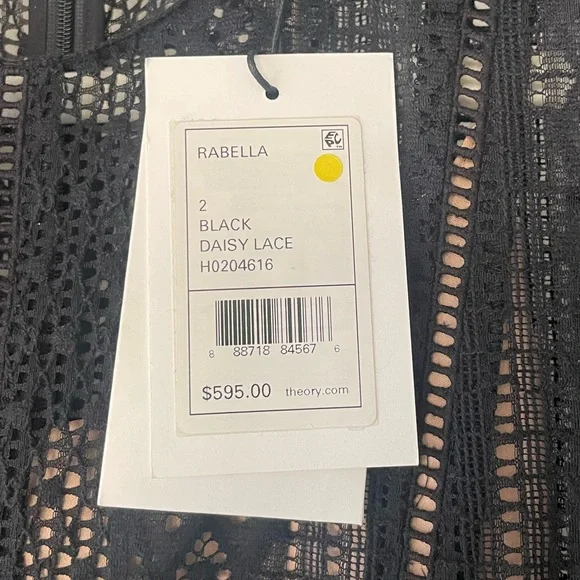 RABELLA
2
BLACK
DAISY LACE
H0204616
8 88718 84567 6
$595.00 theory.com